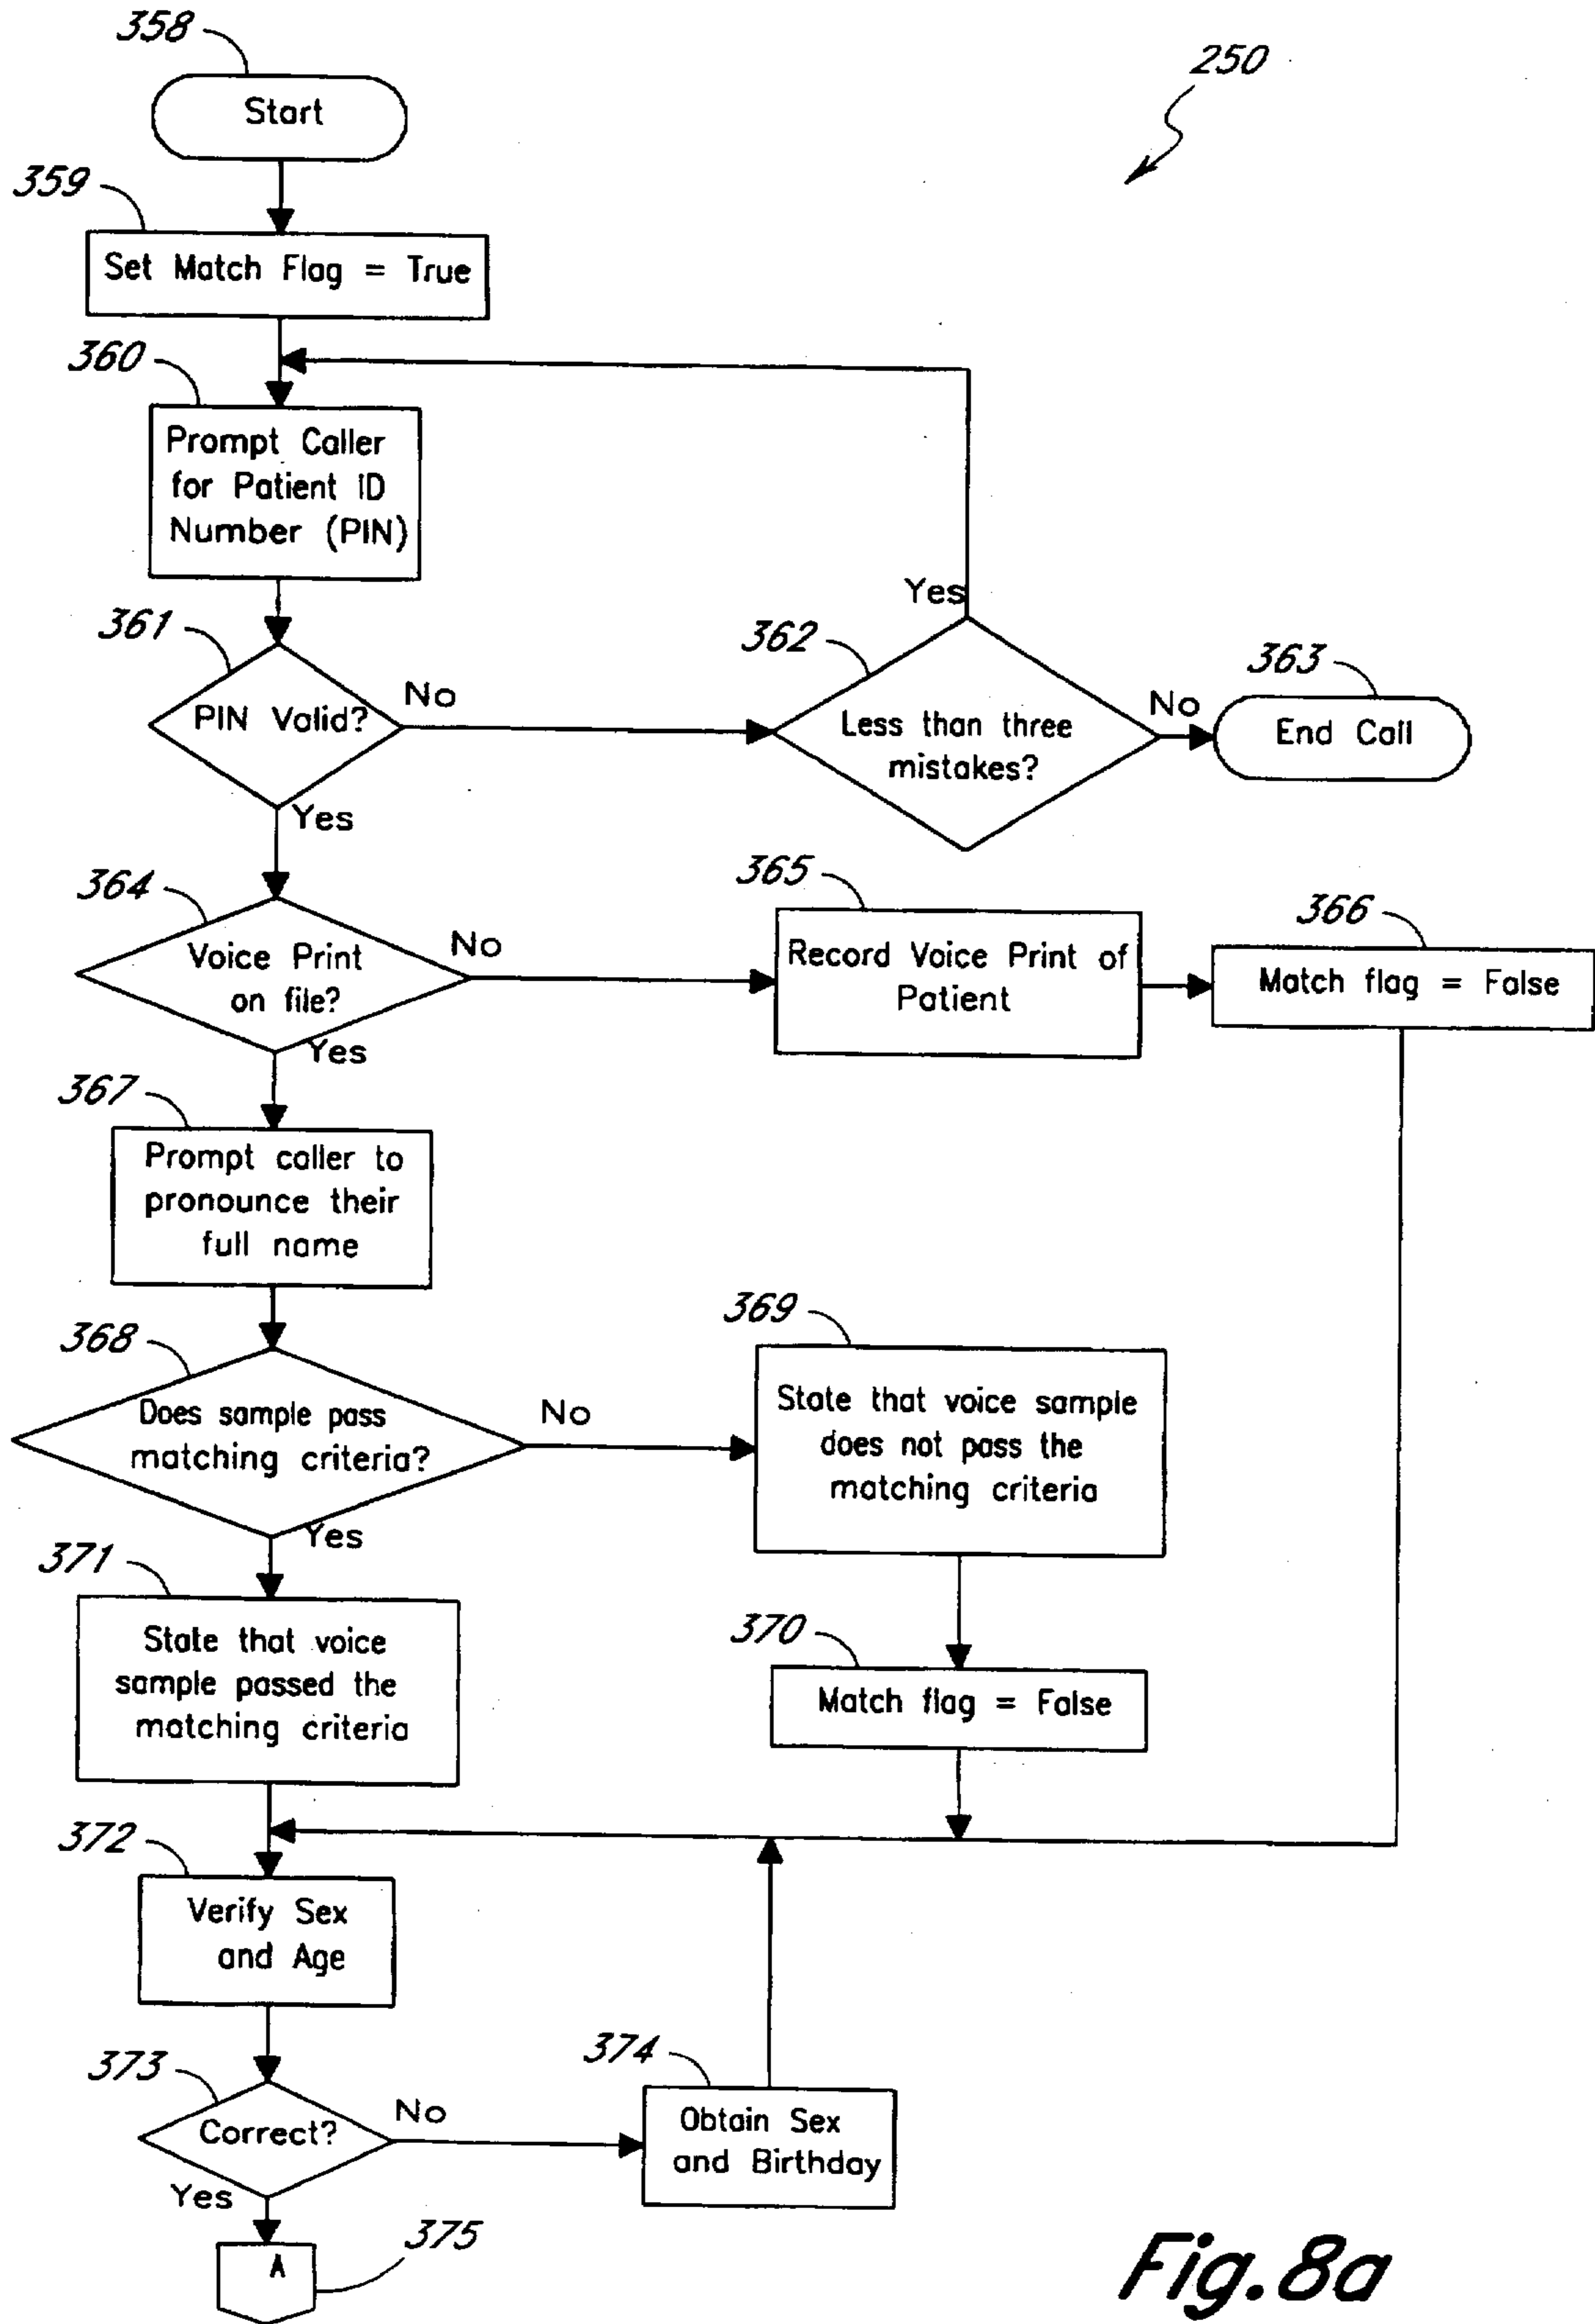 358
Start
250
359
Set Match Flag = True
360
Prompt Caller
for Patient ID
Number (PIN)
361
PIN Valid?
No
Yes
362
Less than three
mistakes?
Yes
No
363
End Call
364
Voice Print
on file?
No
Yes
365
Record Voice Print of
Patient
366
Match flag = False
367
Prompt caller to
pronounce their
full name
368
Does sample pass
matching criteria?
No
Yes
369
State that voice sample
does not pass the
matching criteria
370
Match flag = False
371
State that voice
sample passed the
matching criteria
372
Verify Sex
and Age
373
Correct?
No
Yes
374
Obtain Sex
and Birthday
A
375
Fig.8a